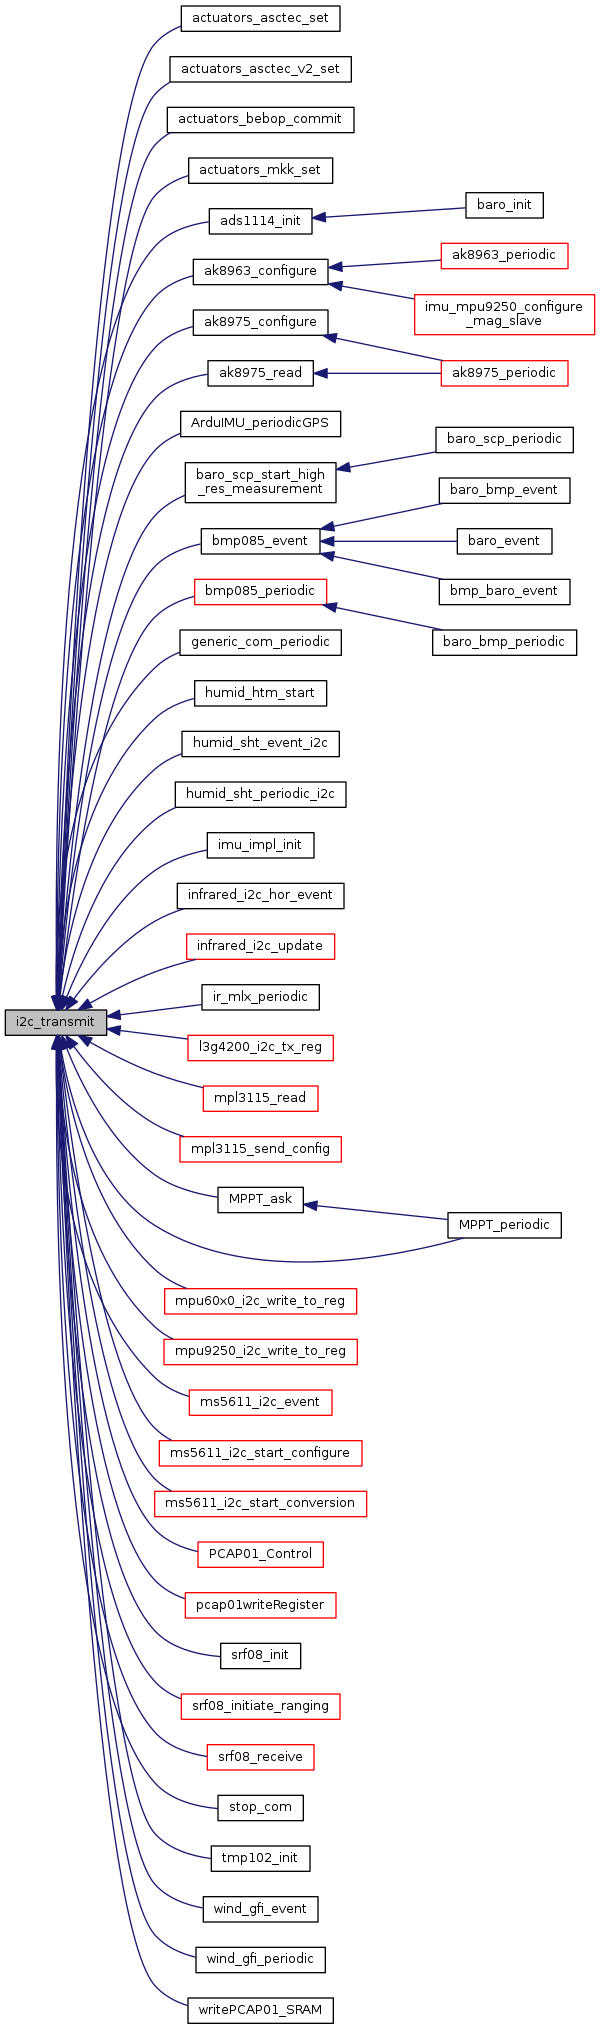 actuators_asctec_set
actuators_asctec_v2_set
actuators_bebop_commit
actuators_mkk_set
baro_init
ads1114_init
ak8963_periodic
ak8963_configure
imu_mpu9250_configure
_mag_slave
ak8975_configure
ak8975_read
ak8975_periodic
ArduIMU_periodicGPS
baro_scp_periodic
baro_scp_start_high
_res_measurement
baro_bmp_event
bmp085_event
baro_event
bmp085_periodic
bmp_baro_event
generic_com_periodic
baro_bmp_periodic
humid_htm_start
humid_sht_event_i2c
humid_sht_periodic_i2c
imu_impl_init
infrared_i2c_hor_event
infrared_i2c_update
ir_mlx_periodic
i2c_transmit
l3g4200_i2c_tx_reg
mpl3115_read
mpl3115_send_config
MPPT_ask
MPPT_periodic
mpu60x0_i2c_write_to_reg
mpu9250_i2c_write_to_reg
ms5611_i2c_event
ms5611_i2c_start_configure
ms5611_i2c_start_conversion
PCAP01_Control
pcap01writeRegister
srf08_init
srf08_initiate_ranging
srf08_receive
stop_com
tmp102_init
wind_gfi_event
wind_gfi_periodic
writePCAP01_SRAM